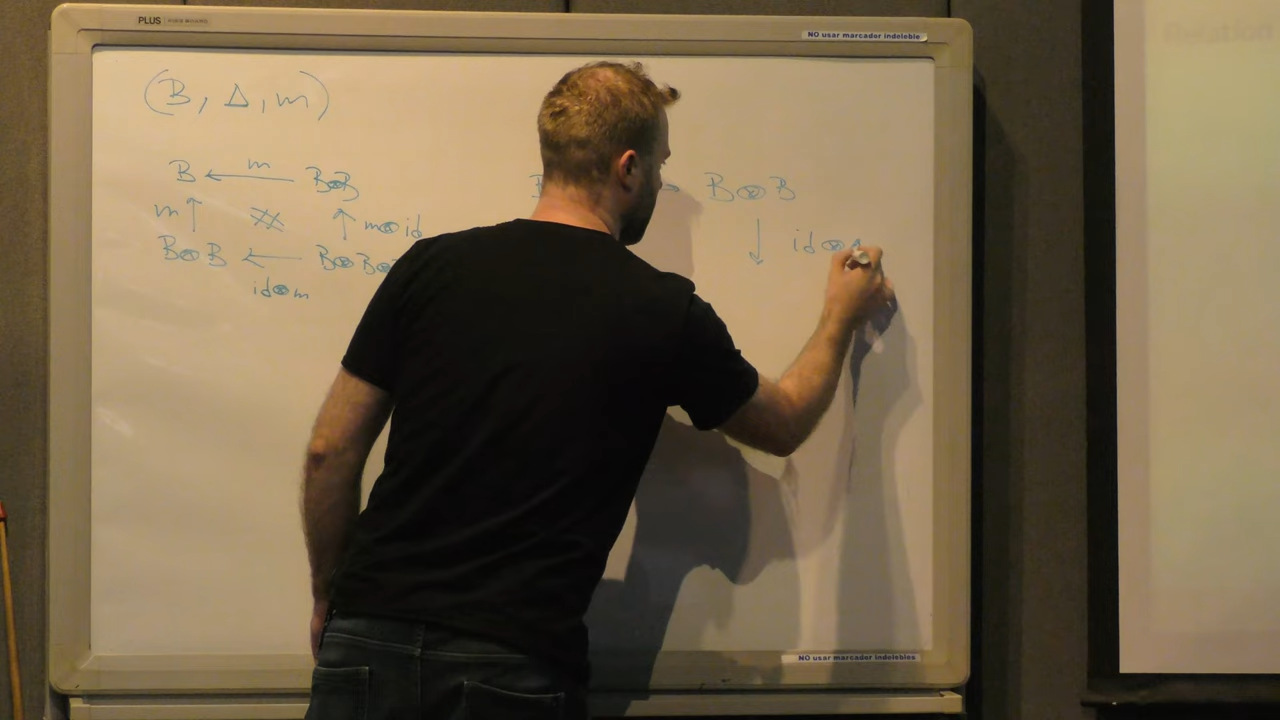 PLUS
NO usar marcador indeleble
(B, Δ, m)
B ← m B⊗B
m ↑ ↑ m⊗id
B⊗B ← B⊗B⊗
id⊗m
B⊗B
↓ id⊗
NO usar marcador indelebles